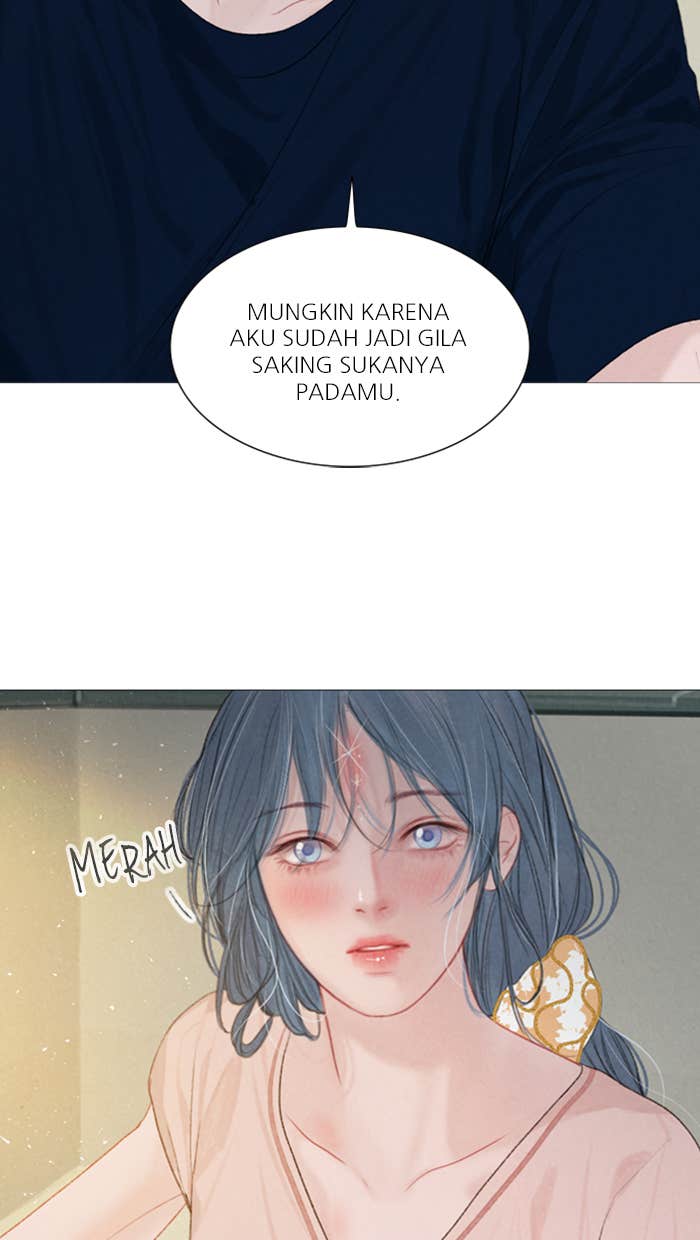 MUNGKIN KARENA
AKU SUDAH JADI GILA
SAKING SUKANYA
PADAMU.
MERAH